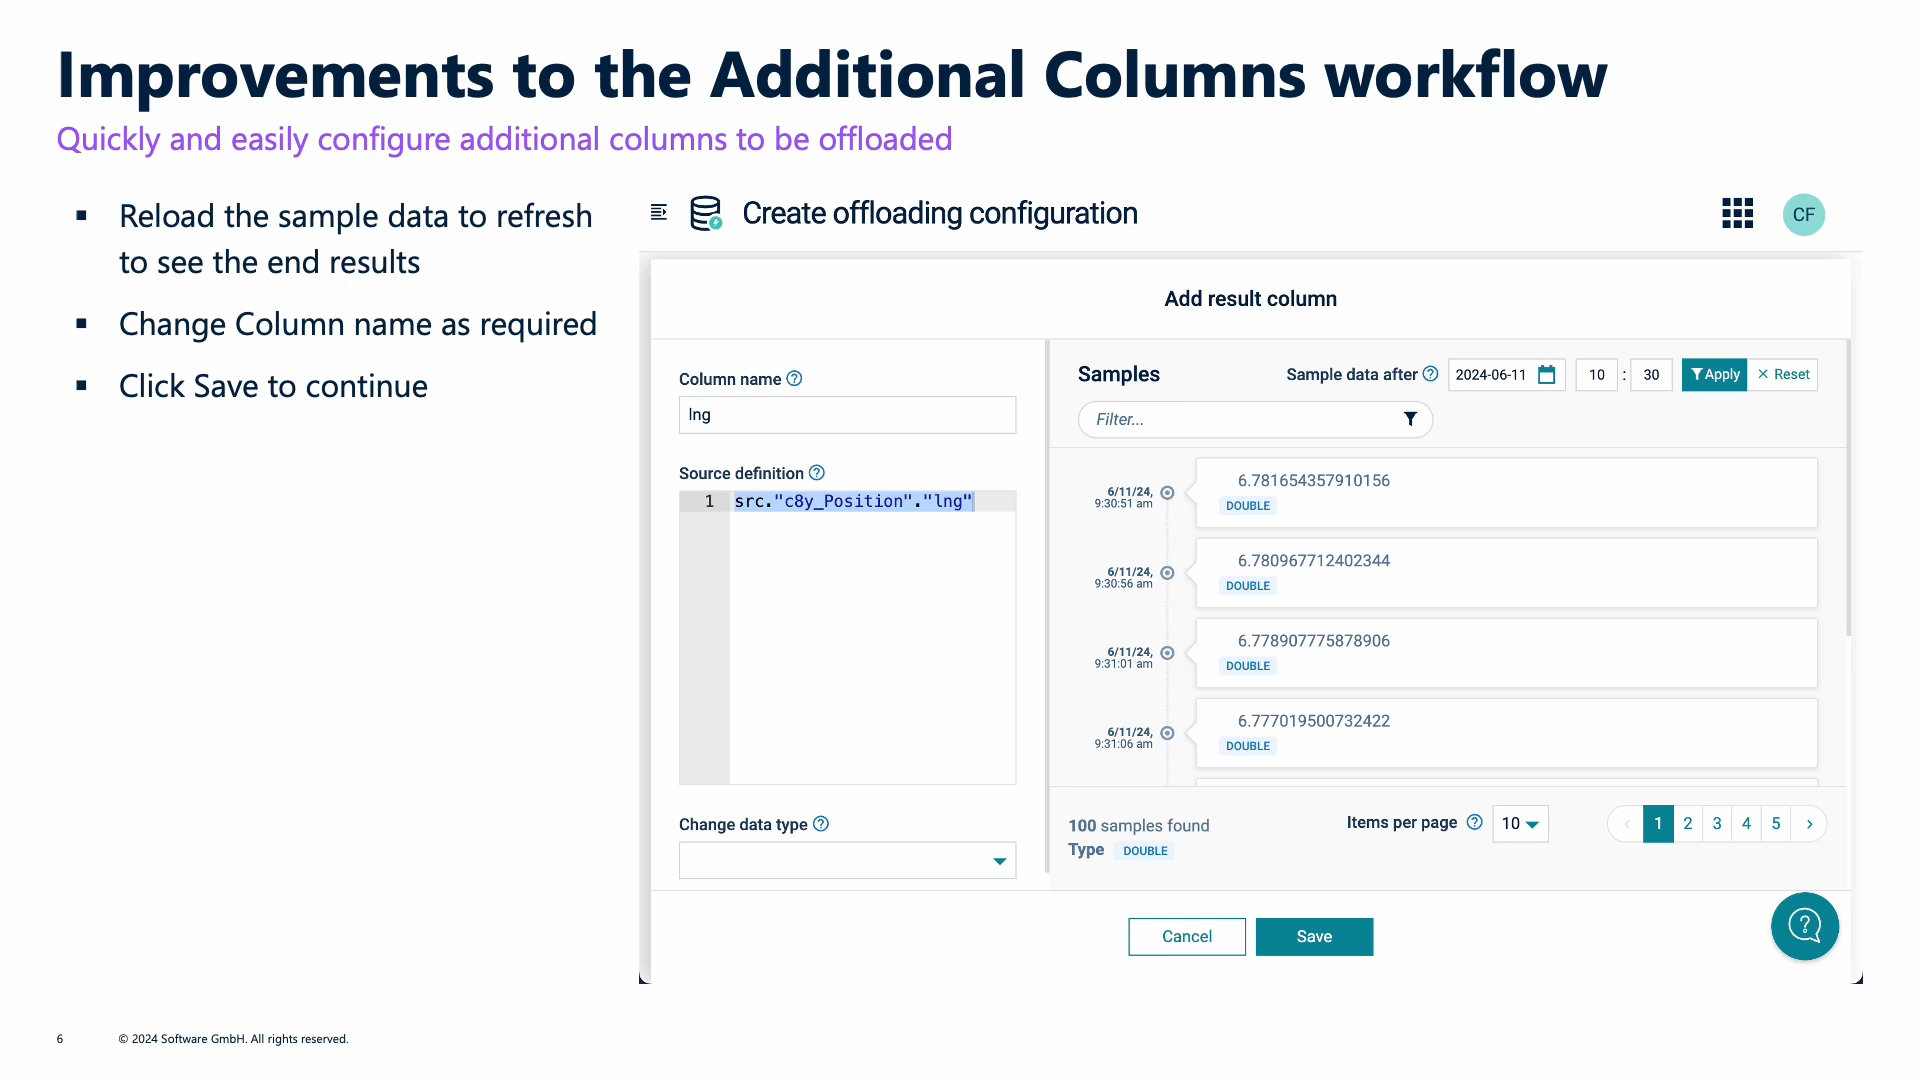 Improvements to the Additional Columns workflow
Quickly and easily configure additional columns to be offloaded
▪ Reload the sample data to refresh
to see the end results
▪ Change Column name as required
▪ Click Save to continue
Create offloading configuration
CF
Add result column
Column name
lng
Source definition
1 src."c8y_Position"."lng"
Change data type
Samples
Sample data after 2024-06-11 10 : 30 Apply × Reset
Filter...
6/11/24,
9:30:51 am
6.781654357910156
DOUBLE
6/11/24,
9:30:56 am
6.780967712402344
DOUBLE
6/11/24,
9:31:01 am
6.778907775878906
DOUBLE
6/11/24,
9:31:06 am
6.777019500732422
DOUBLE
100 samples found
Type DOUBLE
Items per page 10
‹ 1 2 3 4 5 ›
Cancel Save
6 © 2024 Software GmbH. All rights reserved.